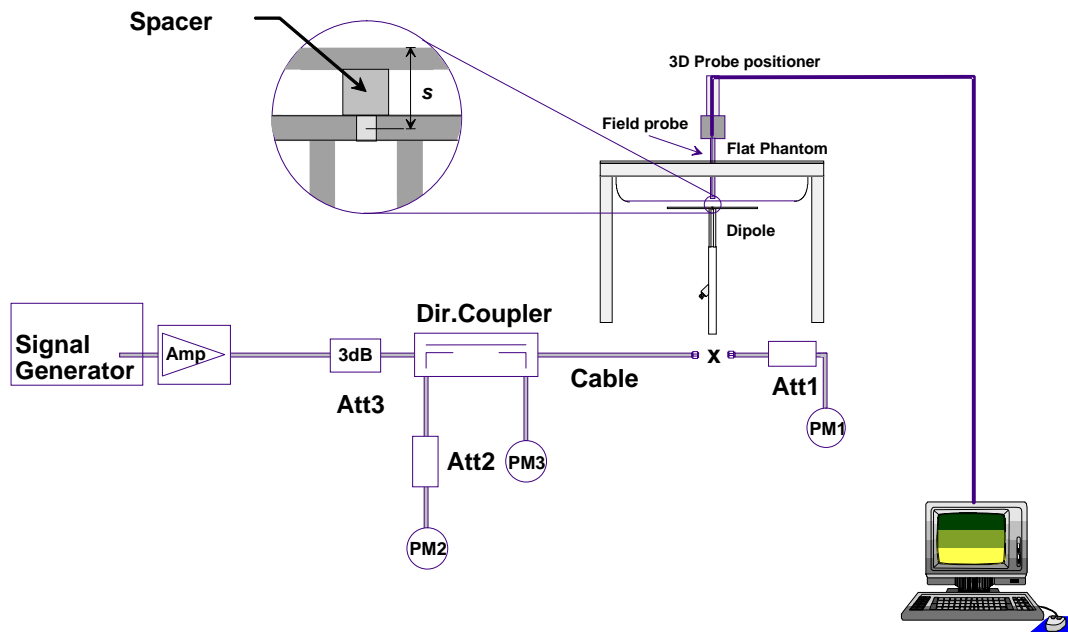 Spacer
s
3D Probe positioner
Field probe
Flat Phantom
Dipole
Dir.Coupler
Signal
Generator
Amp
3dB
Att3
Cable
x
Att1
PM1
Att2
PM3
PM2